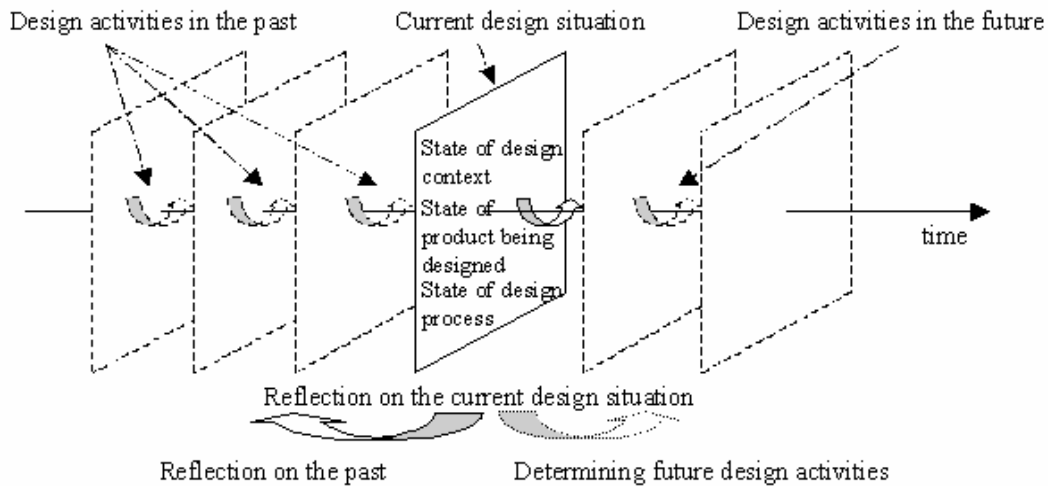 Design activities in the past
Current design situation
Design activities in the future
State of design
context
State of
product being
designed
State of design
process
time
Reflection on the current design situation
Reflection on the past
Determining future design activities